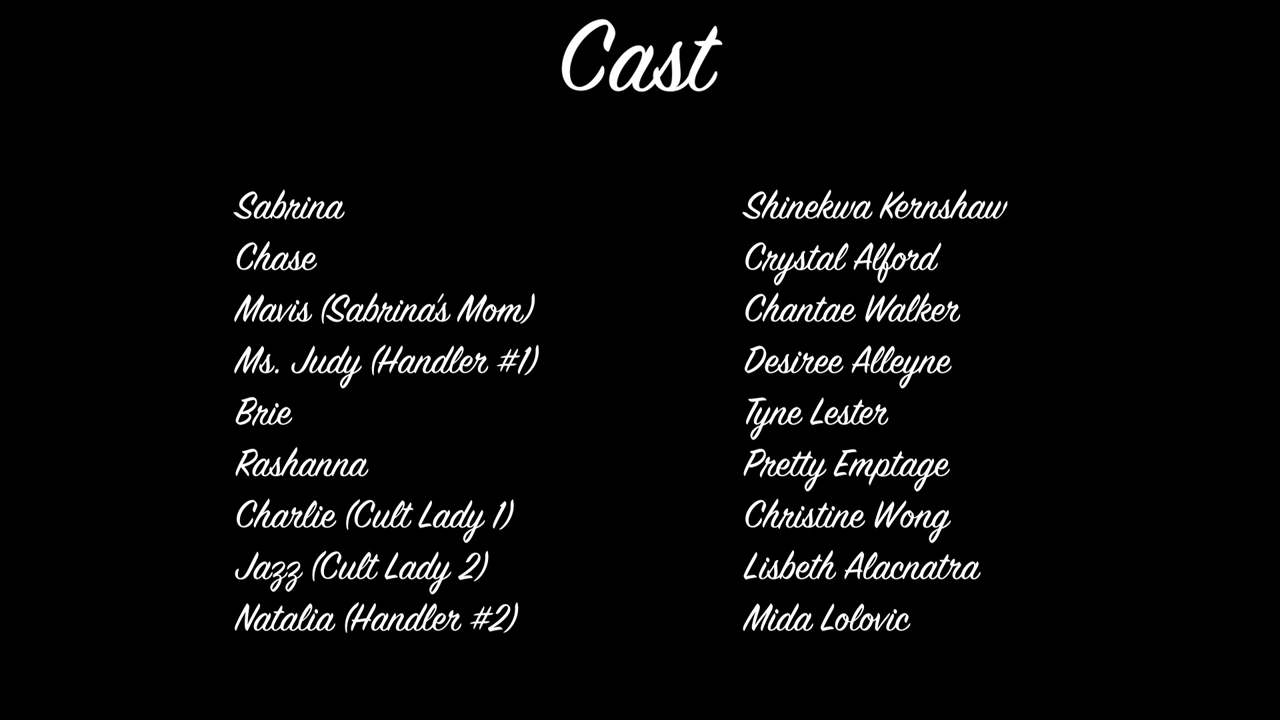 Cast
Sabrina Shinekwa Kernshaw
Chase Crystal Alford
Mavis (Sabrina's Mom) Chantae Walker
Ms. Judy (Handler #1) Desiree Alleyne
Brie Tyne Lester
Rashanna Pretty Emptage
Charlie (Cult Lady 1) Christine Wong
Jazz (Cult Lady 2) Lisbeth Alacnatra
Natalia (Handler #2) Mida Lolovic